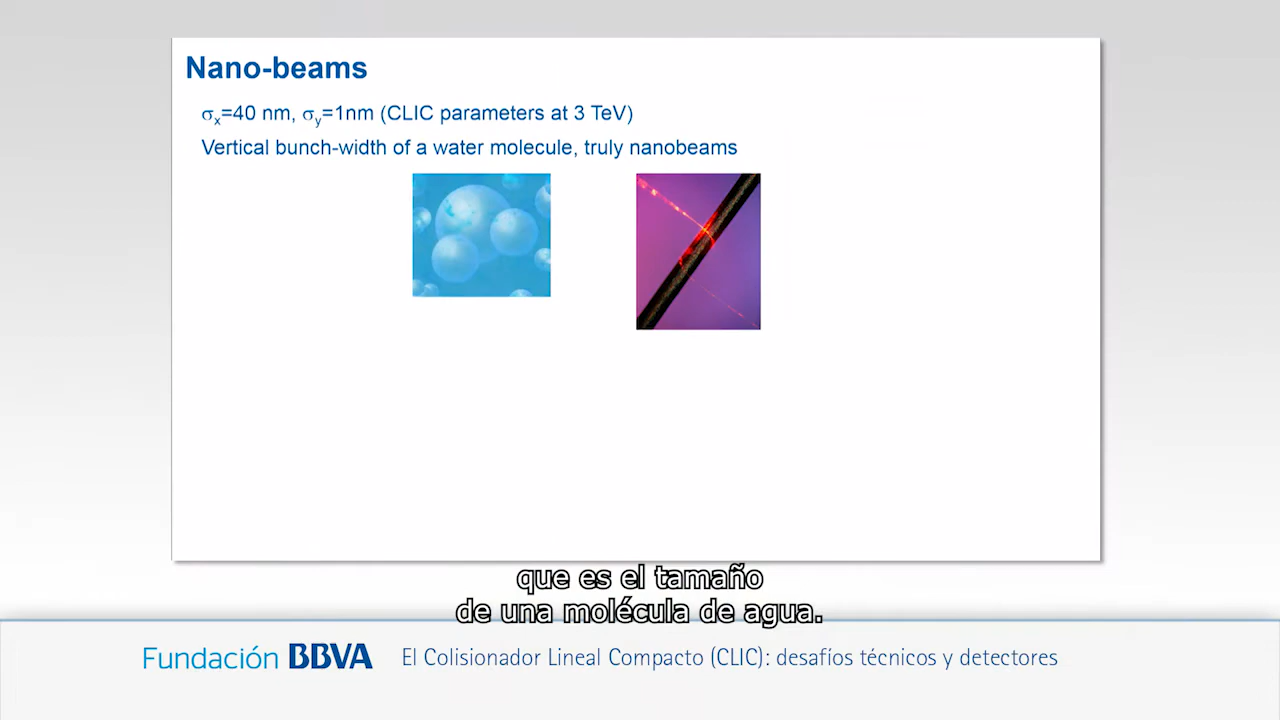 Nano-beams
σx=40 nm, σy=1nm (CLIC parameters at 3 TeV)
Vertical bunch-width of a water molecule, truly nanobeams
que es el tamaño
de una molécula de agua.
Fundación BBVA El Colisionador Lineal Compacto (CLIC): desafíos técnicos y detectores